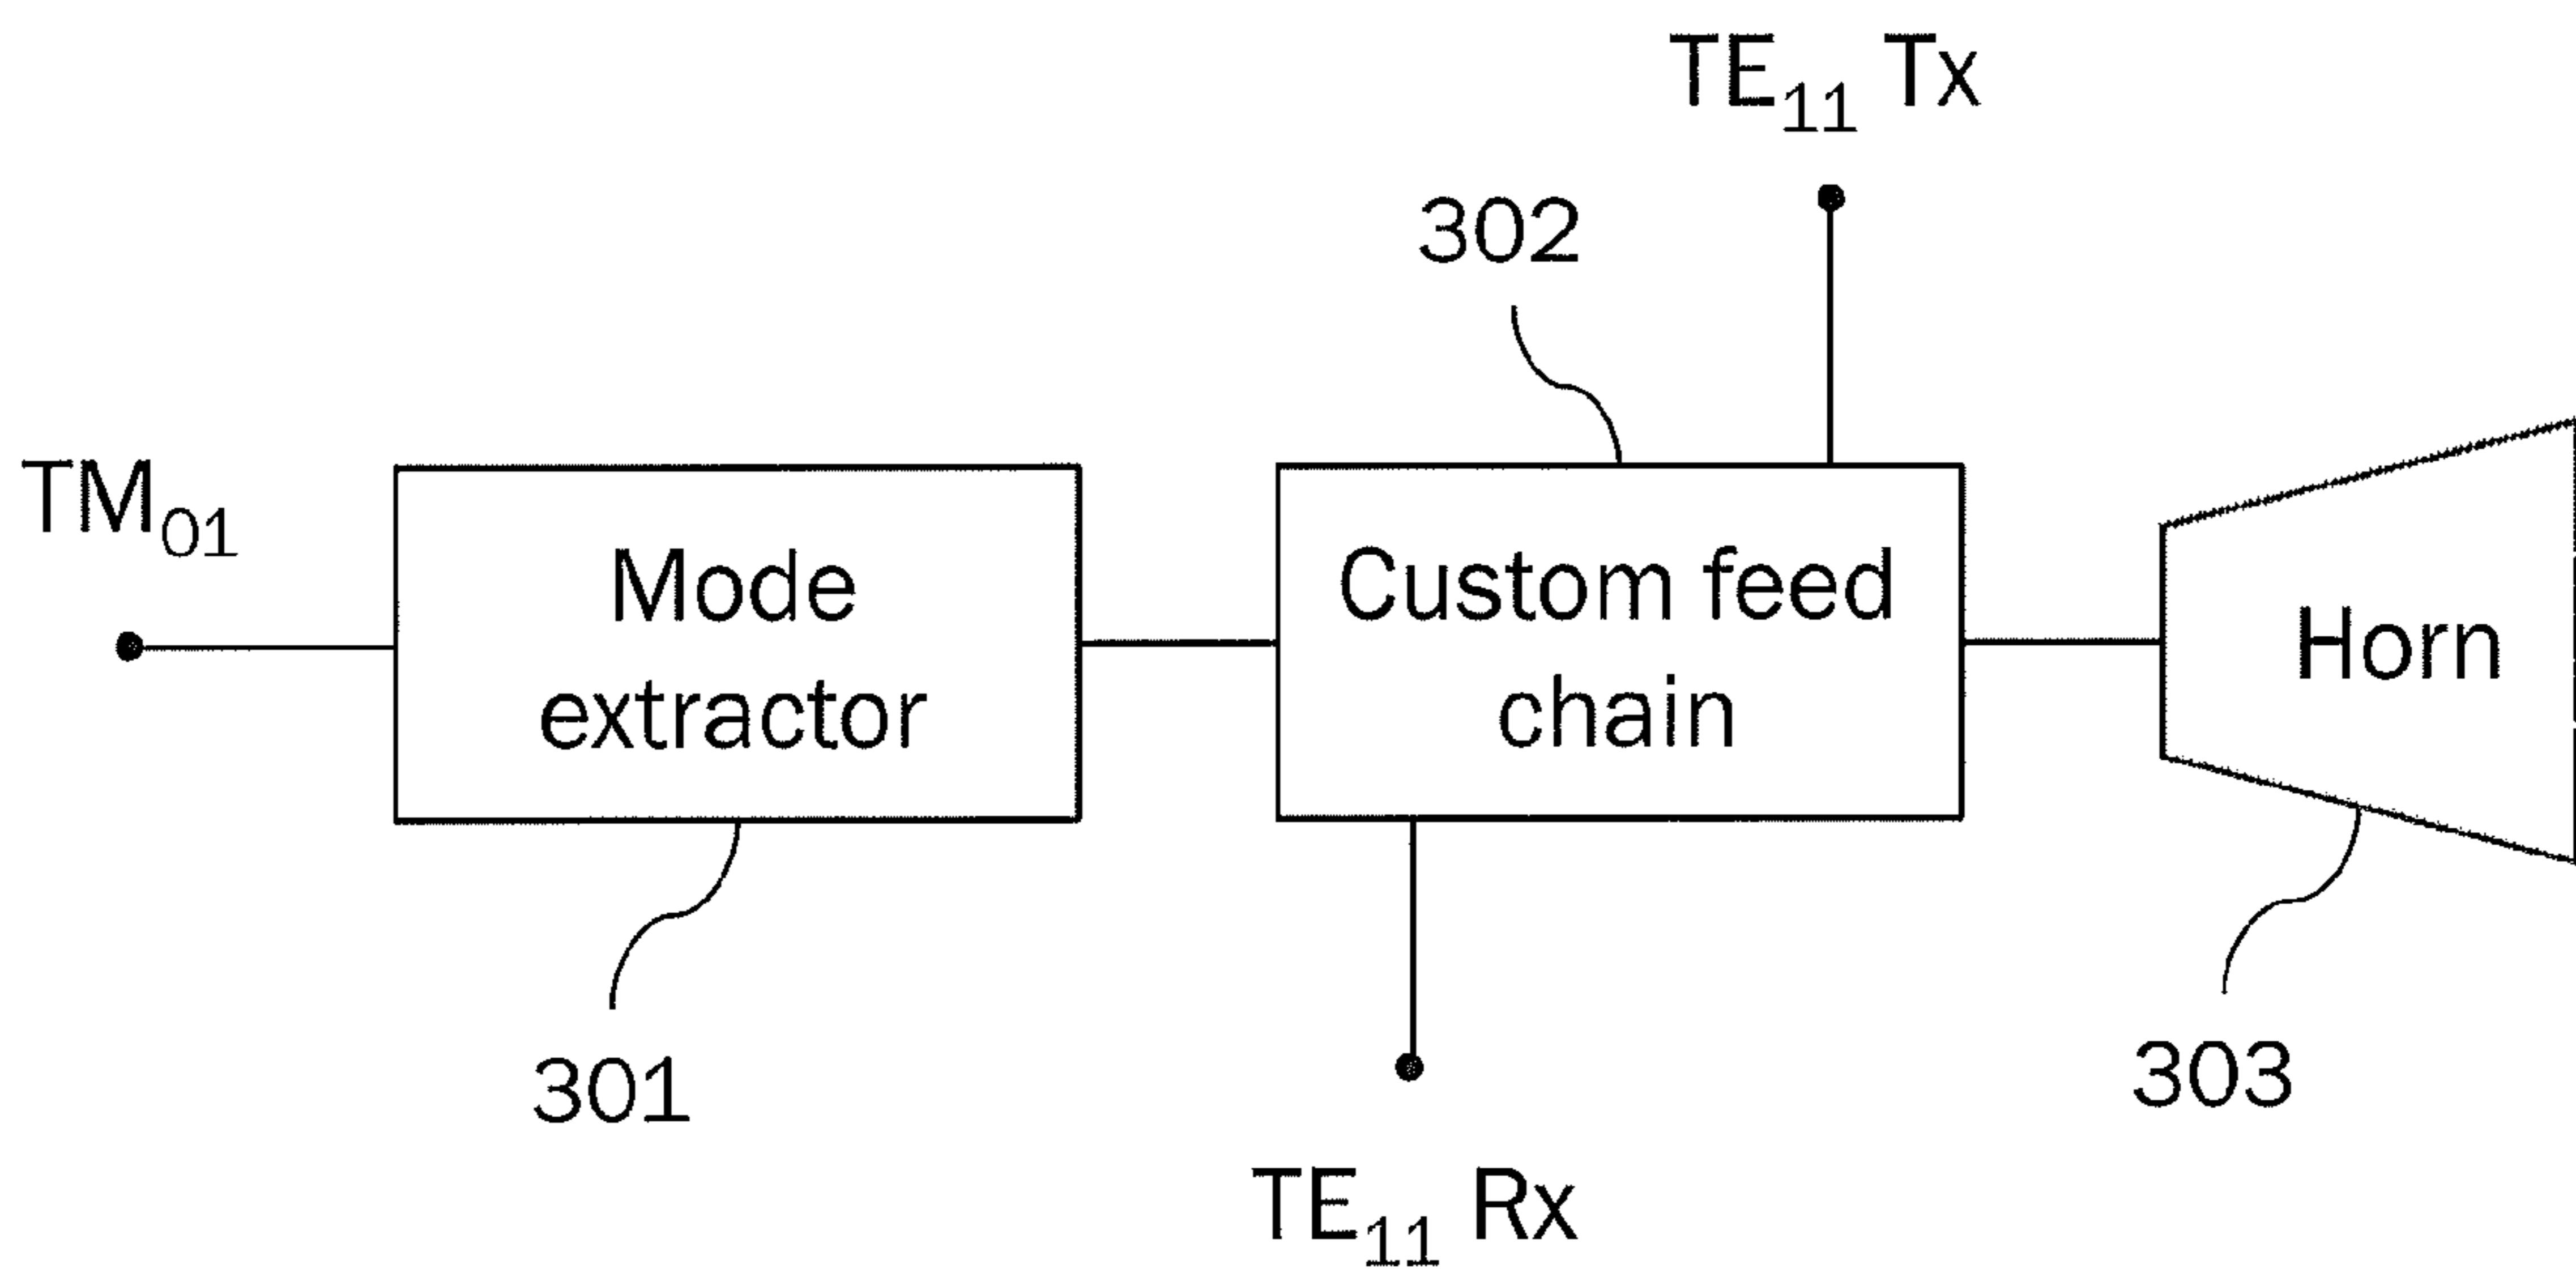 TE11 Tx
302
TM01
Mode
extractor
Custom feed
chain
Horn
301
303
TE11 Rx